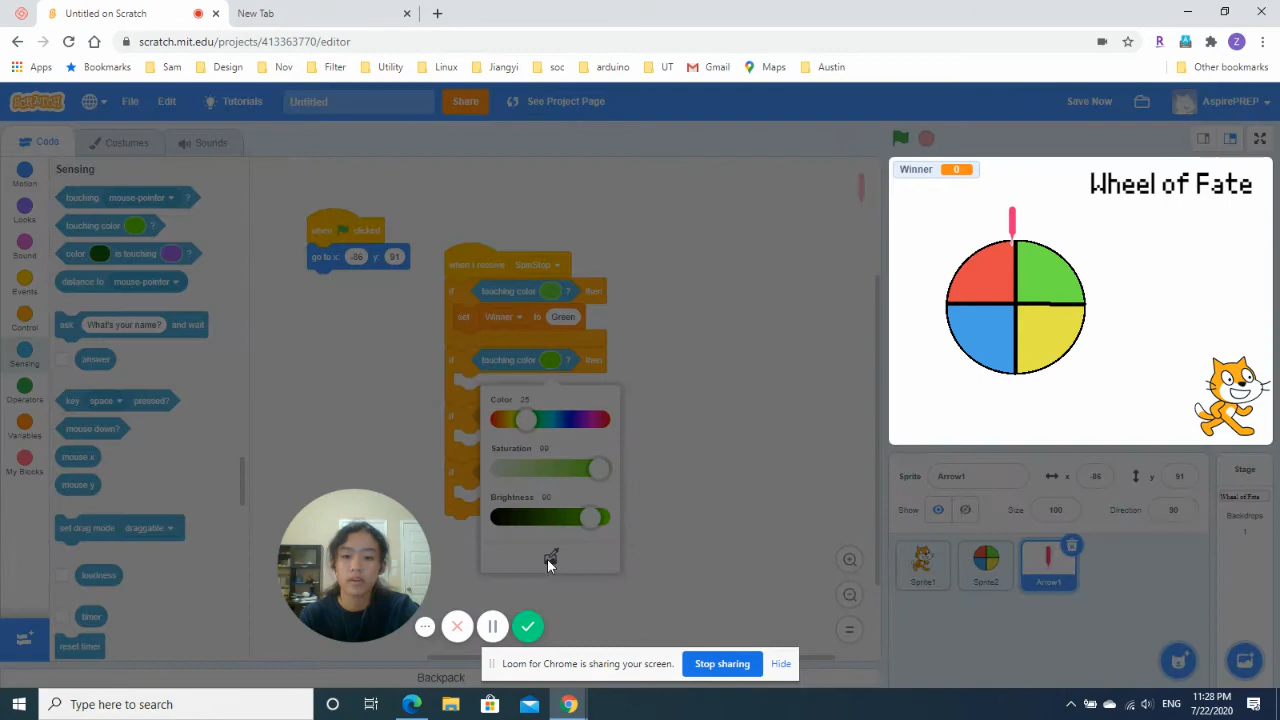 Untitled on Scratch
New Tab
scratch.mit.edu/projects/413363770/editor
Apps Bookmarks Sam Design Nov Filter Utility Linux Jiangyi soc arduino UT Gmail Maps Austin Other bookmarks
SCRATCH File Edit Tutorials Untitled Share See Project Page Save Now AspirePREP
Code Costumes Sounds
Motion
Looks
Sound
Events
Control
Sensing
Operators
Variables
My Blocks
Sensing
touching mouse-pointer ?
touching color ?
color is touching ?
distance to mouse-pointer
ask What's your name? and wait
answer
key space pressed?
mouse down?
mouse x
mouse y
set drag mode draggable
loudness
timer
reset timer
when clicked
go to x: -86 y: 91
when I receive SpinStop
if touching color ? then
set Winner to Green
if touching color ? then
if
if
Color 25
Saturation 99
Brightness 80
Winner 0
Wheel of Fate
Sprite Arrow1 x -86 y 91
Show Size 100 Direction 90
Sprite1
Sprite2
Arrow1
Stage
Wheel of Fate
Backdrops
1
Backpack
Loom for Chrome is sharing your screen. Stop sharing Hide
Type here to search
ENG
11:28 PM
7/22/2020